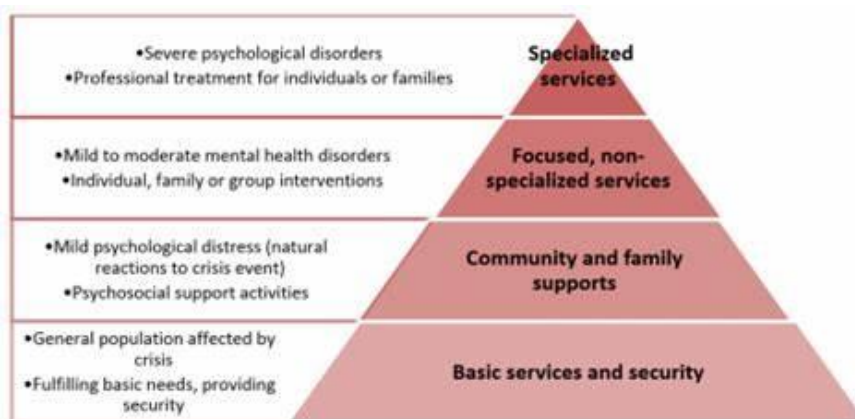 •Severe psychological disorders
•Professional treatment for individuals or families
Specialized
services
•Mild to moderate mental health disorders
•Individual, family or group interventions
Focused, non-
specialized services
•Mild psychological distress (natural
reactions to crisis event)
•Psychosocial support activities
Community and family
supports
•General population affected by
crisis
•Fulfilling basic needs, providing
security
Basic services and security